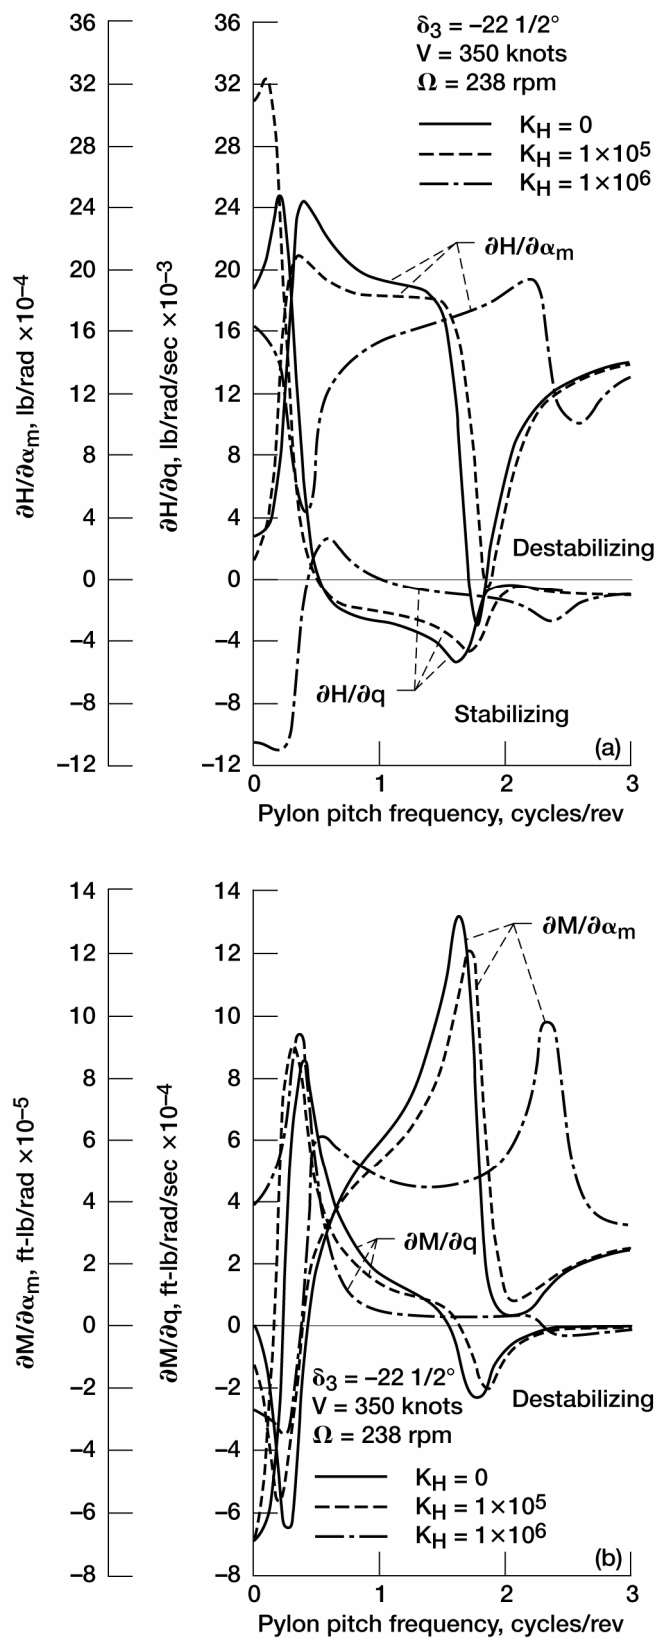 δ3 = –22 1/2°
V = 350 knots
Ω = 238 rpm
K_H = 0
K_H = 1×10^5
K_H = 1×10^6
36
32
28
24
20
16
12
8
4
0
–4
–8
–12
∂H/∂α_m, lb/rad ×10–4
36
32
28
24
20
16
12
8
4
0
–4
–8
–12
∂H/∂q, lb/rad/sec ×10–3
∂H/∂α_m
Destabilizing
∂H/∂q
Stabilizing
(a)
0 1 2 3
Pylon pitch frequency, cycles/rev
14
12
10
8
6
4
2
0
–2
–4
–6
–8
∂M/∂α_m, ft-lb/rad ×10–5
14
12
10
8
6
4
2
0
–2
–4
–6
–8
∂M/∂q, ft-lb/rad/sec ×10–4
∂M/∂α_m
∂M/∂q
δ3 = –22 1/2°
V = 350 knots
Ω = 238 rpm
Destabilizing
K_H = 0
K_H = 1×10^5
K_H = 1×10^6
(b)
0 1 2 3
Pylon pitch frequency, cycles/rev